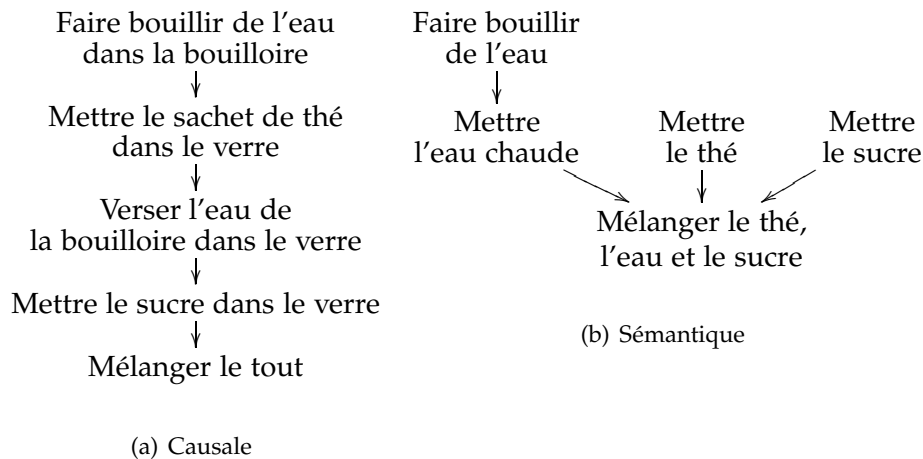 Faire bouillir de l'eau
dans la bouilloire
Mettre le sachet de thé
dans le verre
Verser l'eau de
la bouilloire dans le verre
Mettre le sucre dans le verre
Mélanger le tout
(a) Causale
Faire bouillir
de l'eau
Mettre
l'eau chaude
Mettre
le thé
Mettre
le sucre
Mélanger le thé,
l'eau et le sucre
(b) Sémantique